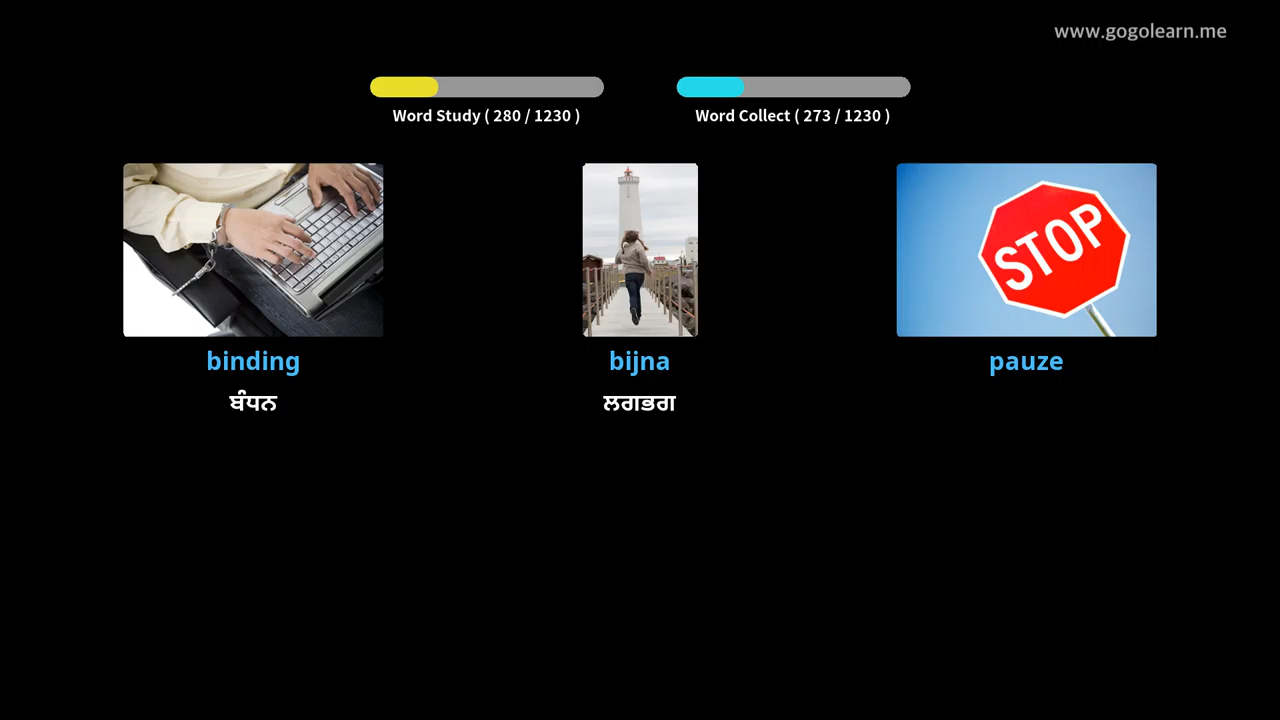 www.gogolearn.me
Word Study ( 280 / 1230 )
Word Collect ( 273 / 1230 )
STOP
binding
bijna
pauze
ਬੰਧਨ
ਲਗਭਗ